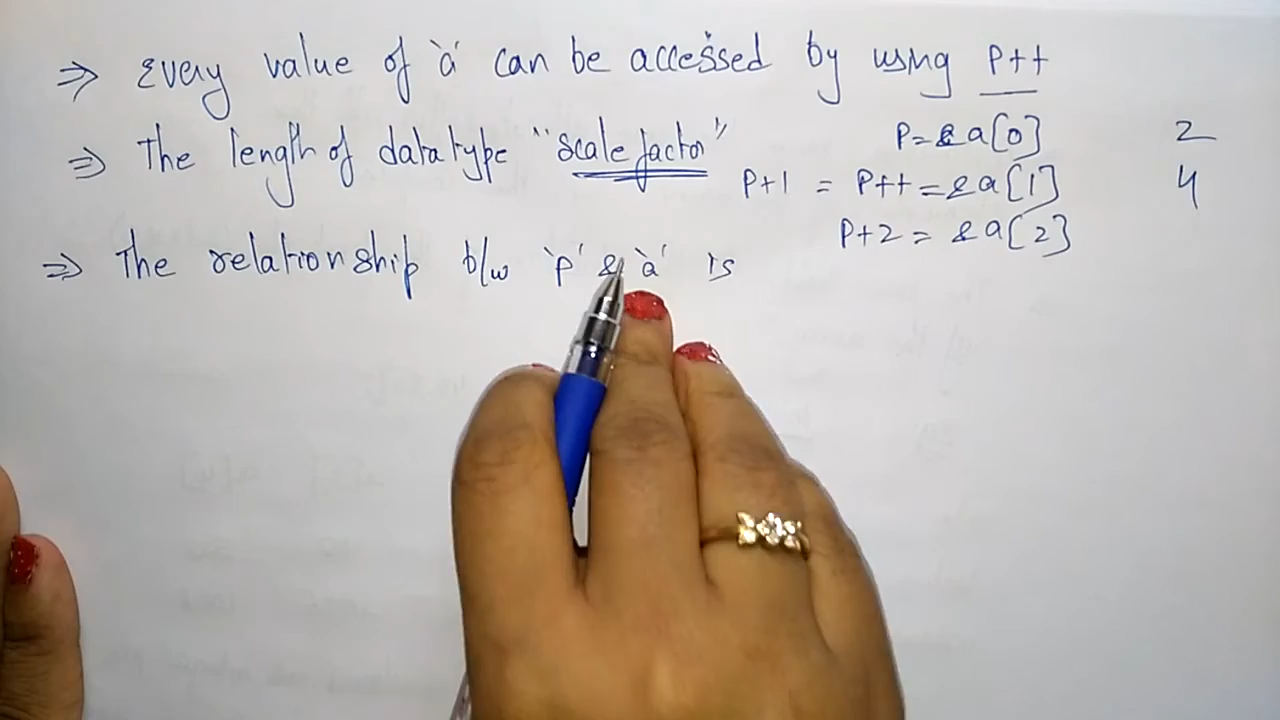 ⇒ Every value of `a' can be accessed by using P++
⇒ The length of datatype "scale factor"
P = &a[0] 2
P+1 = P++ = &a[1] 4
P+2 = &a[2]
⇒ The relationship b/w `p' & `a' is